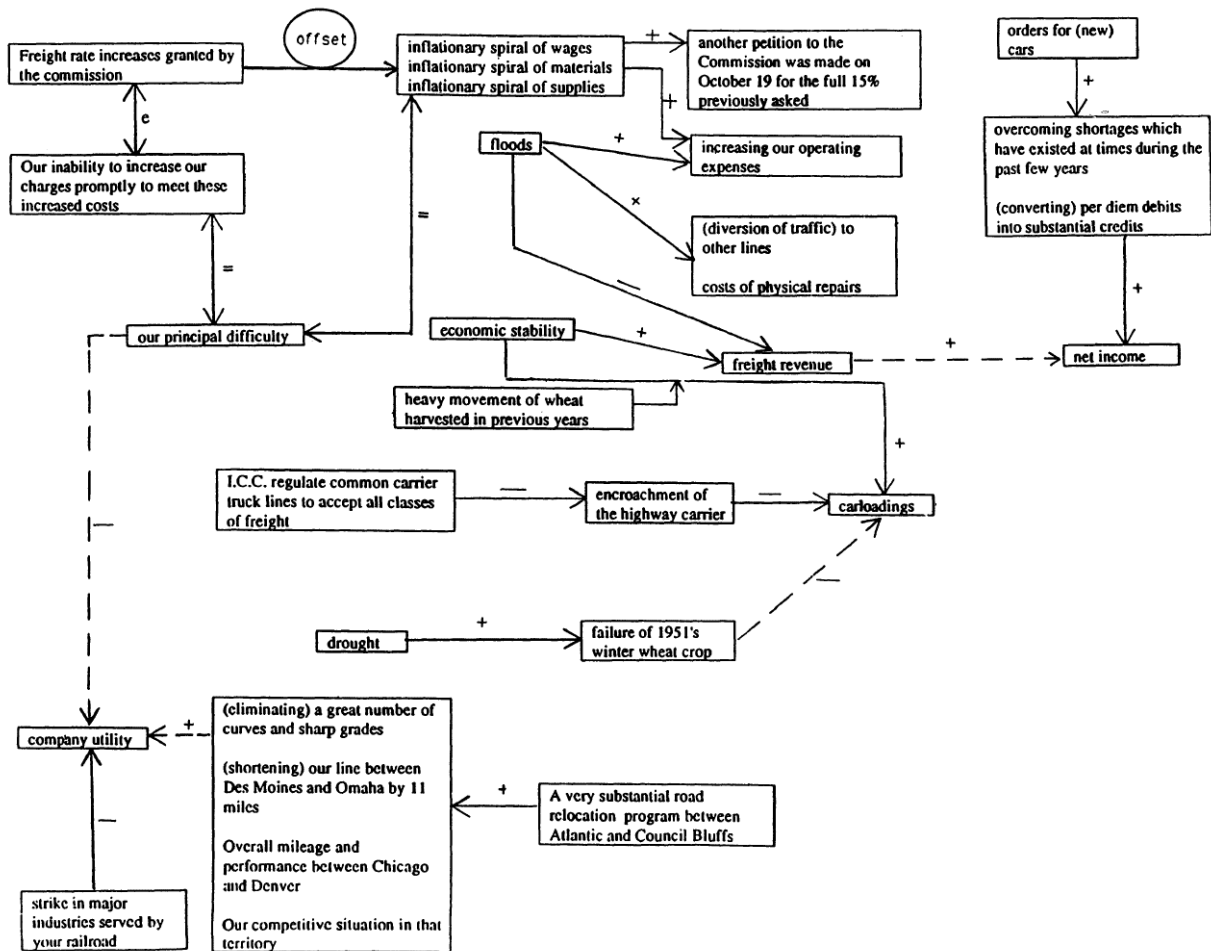 offset
Freight rate increases granted by
the commission
inflationary spiral of wages
inflationary spiral of materials
inflationary spiral of supplies
+
+
another petition to the
Commission was made on
October 19 for the full 15%
previously asked
orders for (new)
cars
+
e
Our inability to increase our
charges promptly to meet these
increased costs
=
=
floods
+
increasing our operating
expenses
×
(diversion of traffic) to
other lines
costs of physical repairs
—
overcoming shortages which
have existed at times during the
past few years
(converting) per diem debits
into substantial credits
+
our principal difficulty
economic stability
+
freight revenue
+
net income
heavy movement of wheat
harvested in previous years
+
I.C.C. regulate common carrier
truck lines to accept all classes
of freight
—
encroachment of
the highway carrier
—
carloadings
—
—
drought
+
failure of 1951's
winter wheat crop
company utility
+
(eliminating) a great number of
curves and sharp grades
(shortening) our line between
Des Moines and Omaha by 11
miles
Overall mileage and
performance between Chicago
and Denver
Our competitive situation in that
territory
+
A very substantial road
relocation program between
Atlantic and Council Bluffs
—
strike in major
industries served by
your railroad